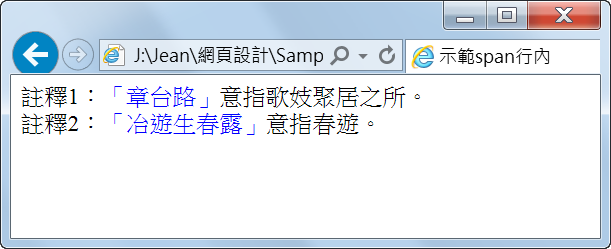 J:\Jean\網頁設計\Samp
示範span行內
註釋1：「章台路」意指歌妓聚居之所。
註釋2：「冶遊生春露」意指春遊。